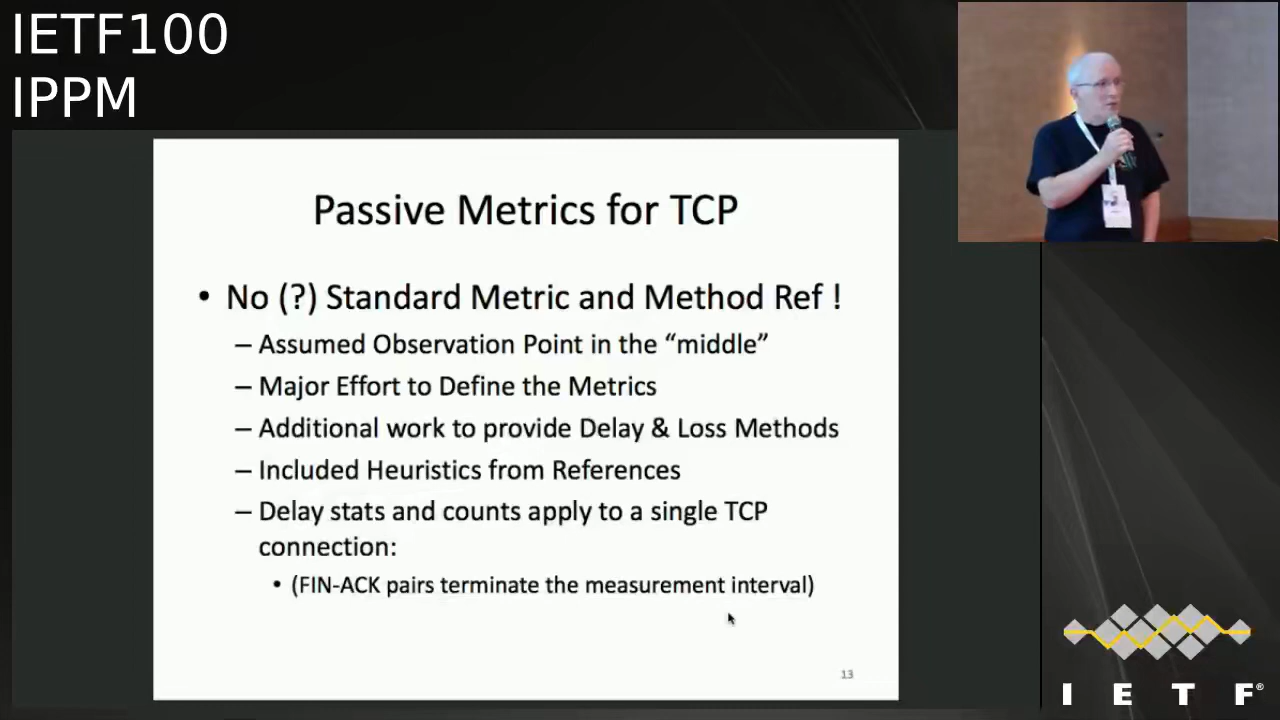 IETF100
IPPM
Passive Metrics for TCP
• No (?) Standard Metric and Method Ref !
– Assumed Observation Point in the “middle”
– Major Effort to Define the Metrics
– Additional work to provide Delay & Loss Methods
– Included Heuristics from References
– Delay stats and counts apply to a single TCP
connection:
• (FIN-ACK pairs terminate the measurement interval)
13
I E T F®